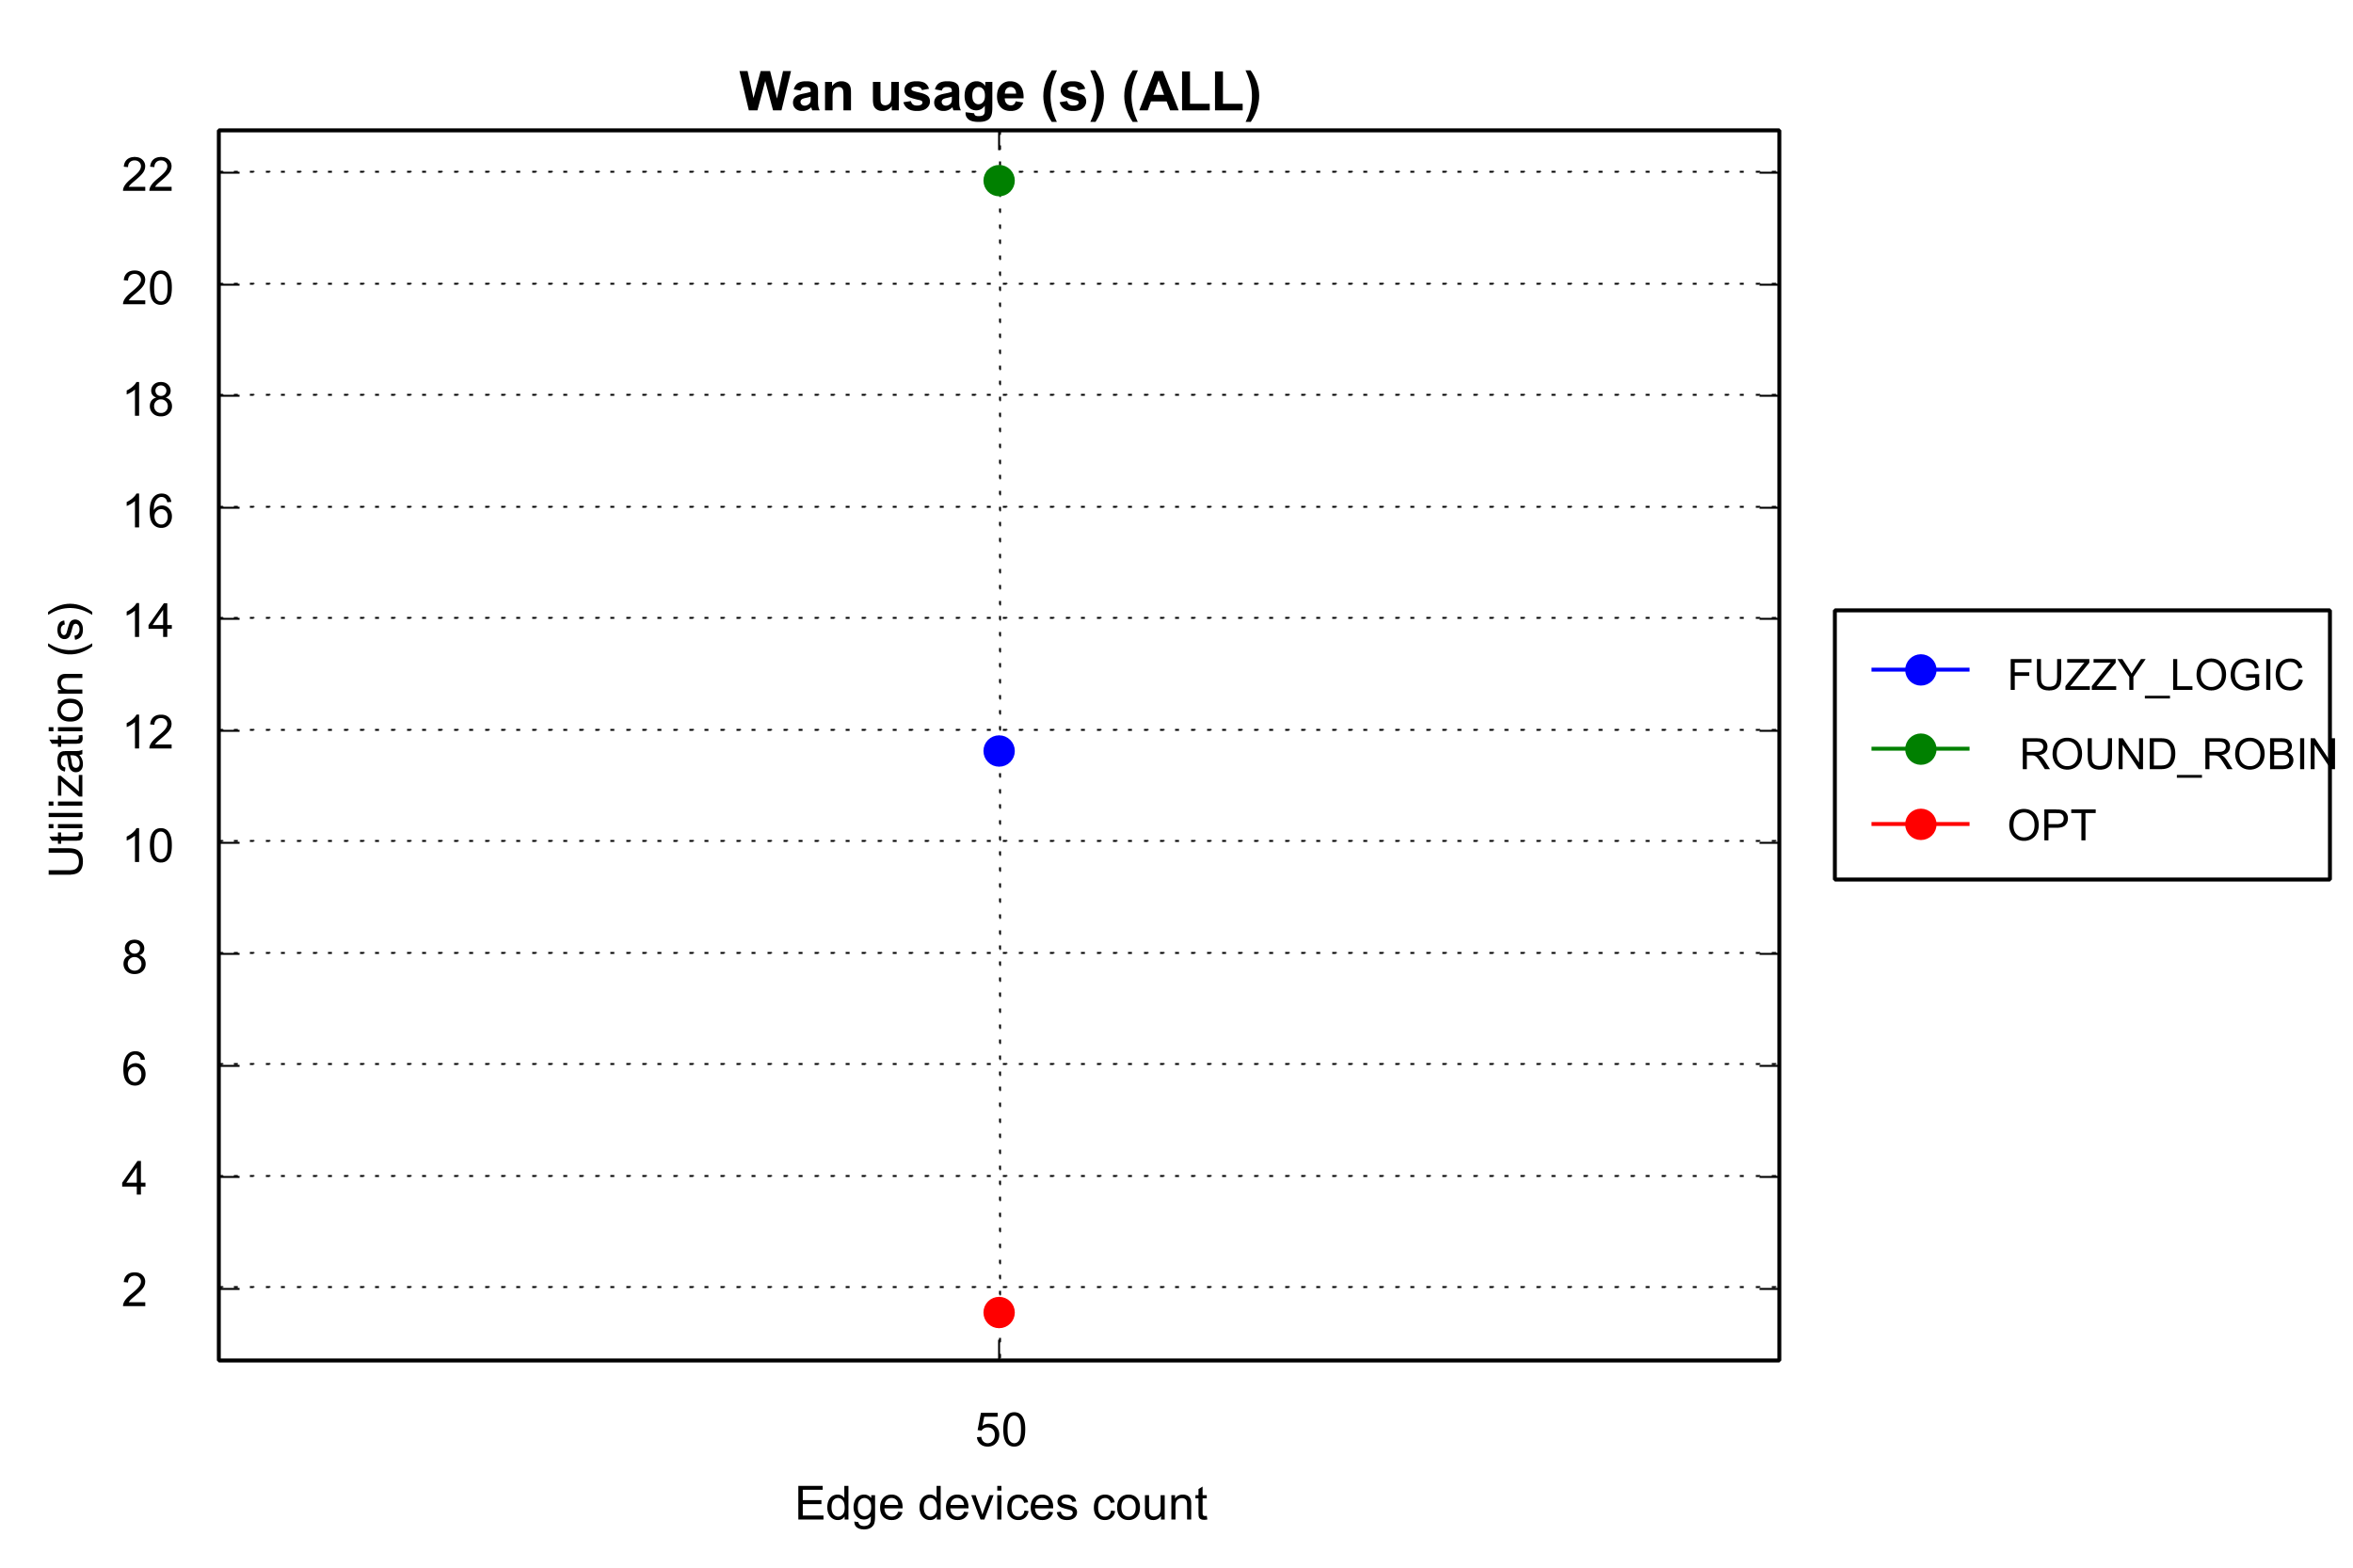 Wan usage (s) (ALL)
22
20
18
16
14
12
10
8
6
4
2
Utilization (s)
50
Edge devices count
FUZZY_LOGIC
ROUND_ROBIN
OPT